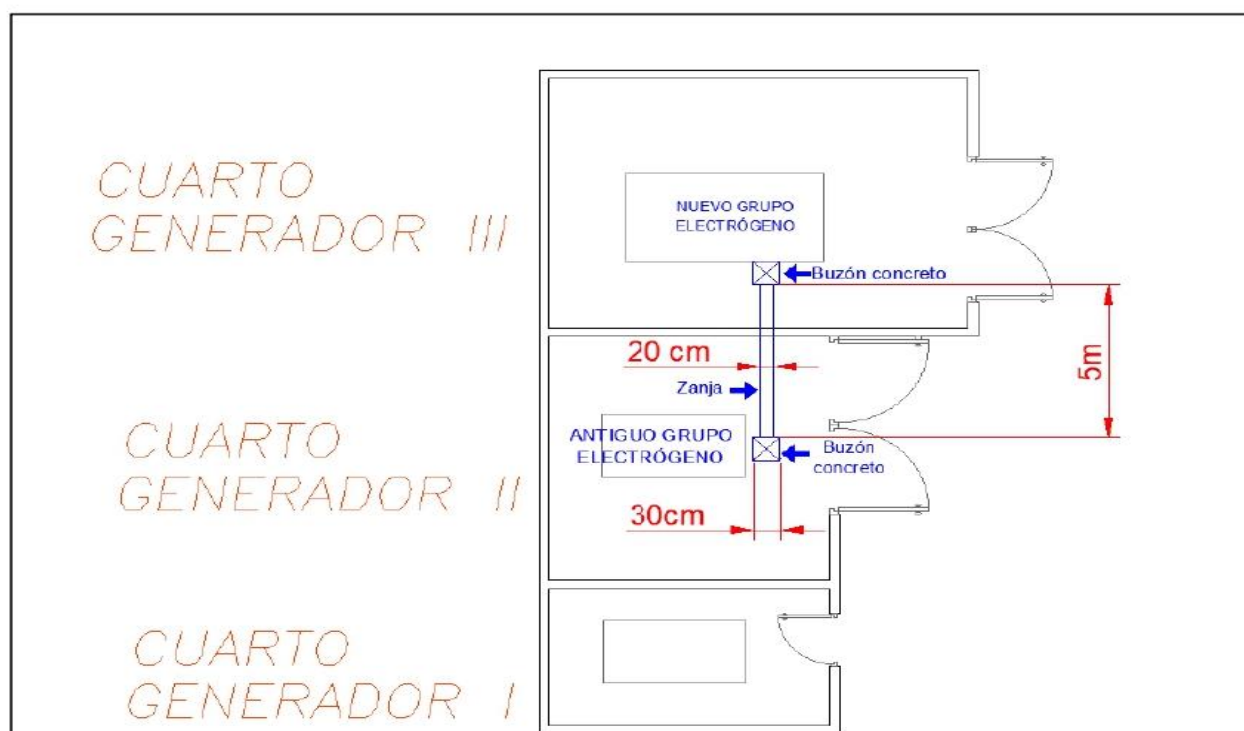 CUARTO
GENERADOR III
NUEVO GRUPO
ELECTRÓGENO
Buzón concreto
20 cm
5m
Zanja
CUARTO
GENERADOR II
ANTIGUO GRUPO
ELECTRÓGENO
Buzón
concreto
30cm
CUARTO
GENERADOR I